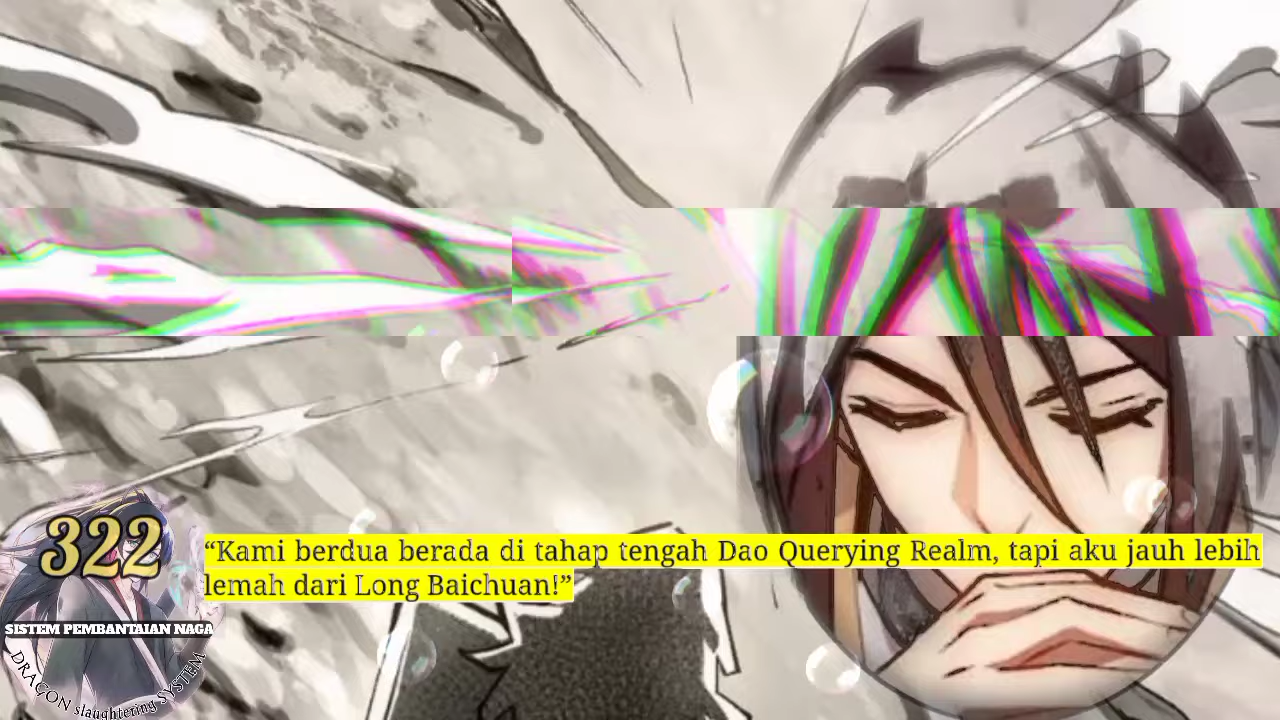 322
SISTEM PEMBANTAIAN NAGA
DRAGON slaughtering SYSTEM
“Kami berdua berada di tahap tengah Dao Querying Realm, tapi aku jauh lebih
lemah dari Long Baichuan!”